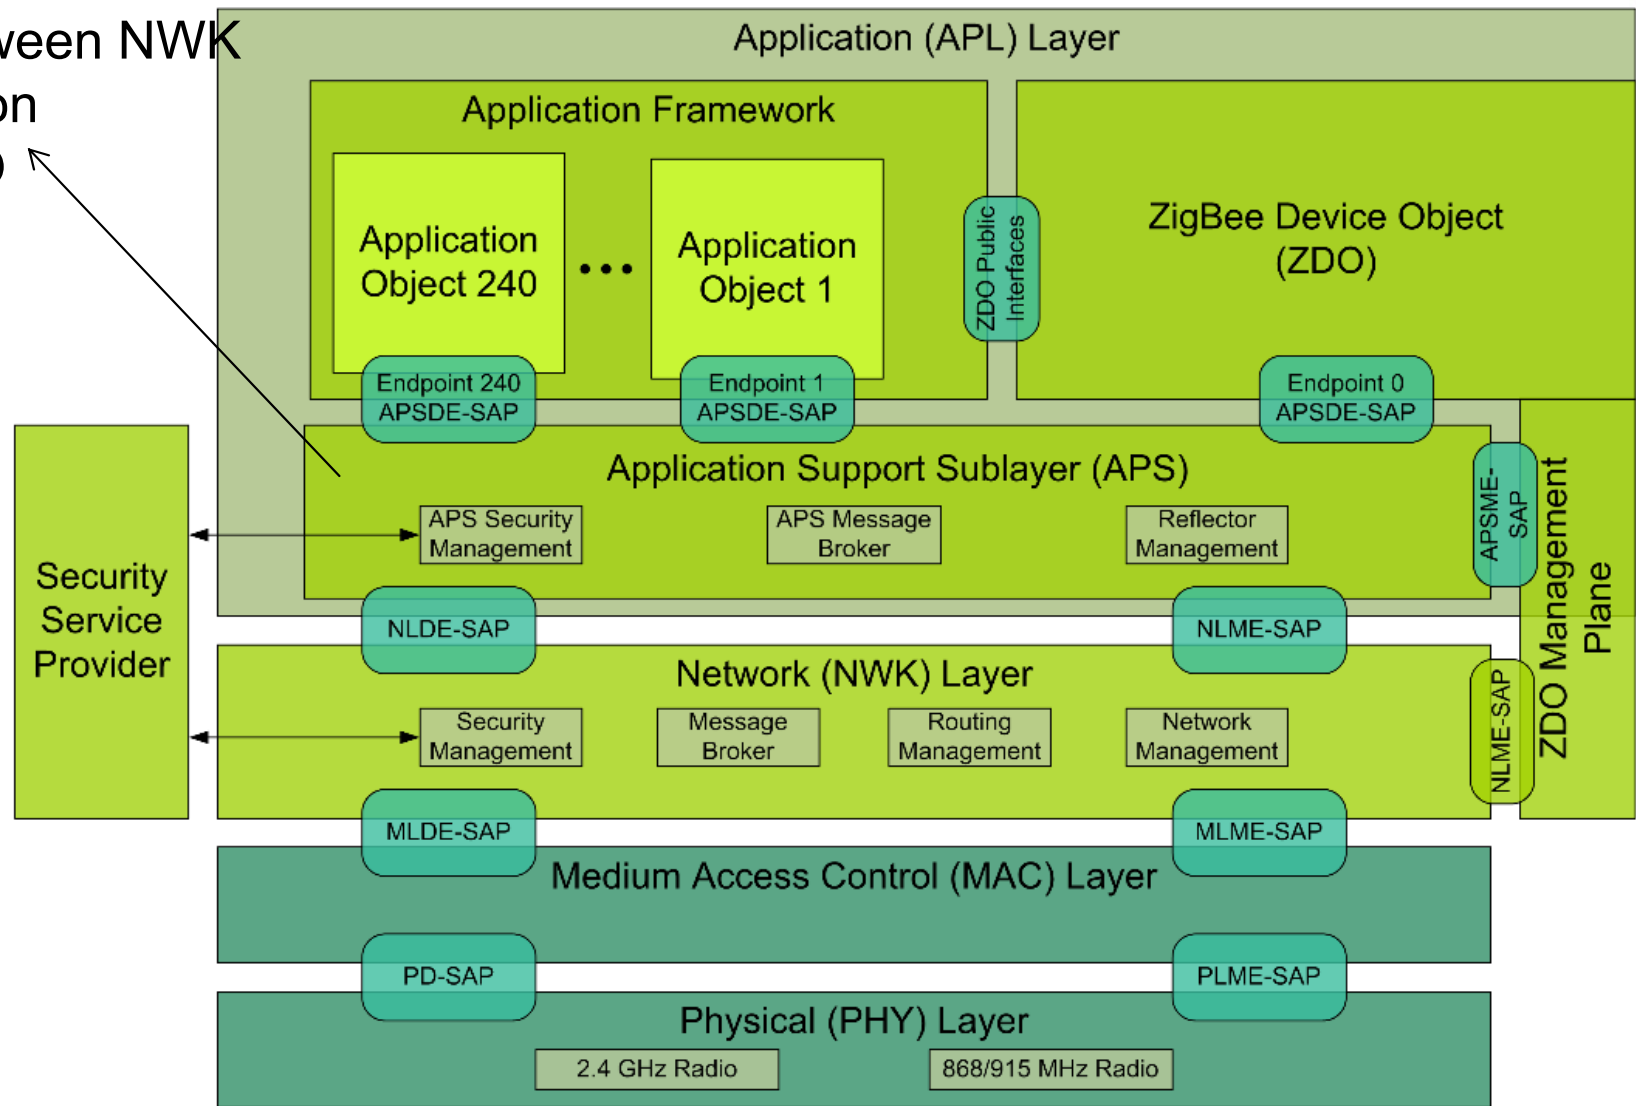 ween NWK
on
Application (APL) Layer
Application Framework
Application
Object 240
•••
Application
Object 1
ZDO Public
Interfaces
ZigBee Device Object
(ZDO)
Endpoint 240
APSDE-SAP
Endpoint 1
APSDE-SAP
Endpoint 0
APSDE-SAP
Application Support Sublayer (APS)
APS Security
Management
APS Message
Broker
Reflector
Management
APSME-
SAP
Security
Service
Provider
ZDO Management
Plane
NLDE-SAP
NLME-SAP
Network (NWK) Layer
Security
Management
Message
Broker
Routing
Management
Network
Management
NLME-SAP
MLDE-SAP
MLME-SAP
Medium Access Control (MAC) Layer
PD-SAP
PLME-SAP
Physical (PHY) Layer
2.4 GHz Radio
868/915 MHz Radio